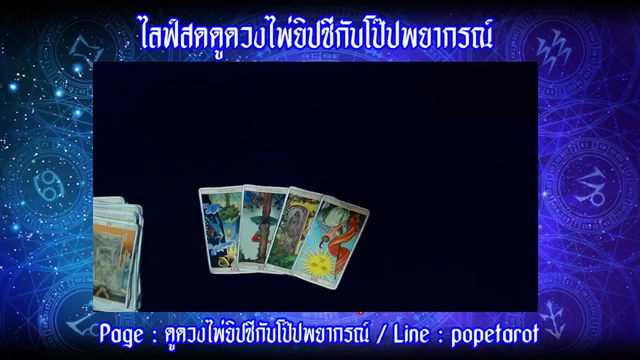 ไลฟ์สดดูดวงไพ่ยิปซีกับโป๊ปพยากรณ์
Page : ดูดวงไพ่ยิปซีกับโป๊ปพยากรณ์ / Line : popetarot